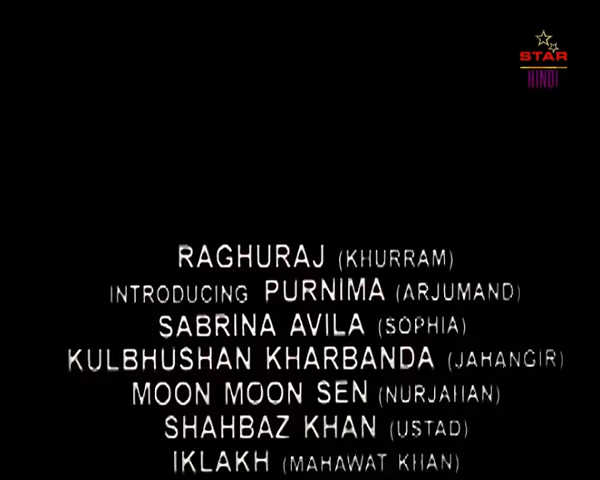 STAR
HINDI
RAGHURAJ (KHURRAM)
INTRODUCING PURNIMA (ARJUMAND)
SABRINA AVILA (SOPHIA)
KULBHUSHAN KHARBANDA (JAHANGIR)
MOON MOON SEN (NURJAHAN)
SHAHBAZ KHAN (USTAD)
IKLAKH (MAHAWAT KHAN)